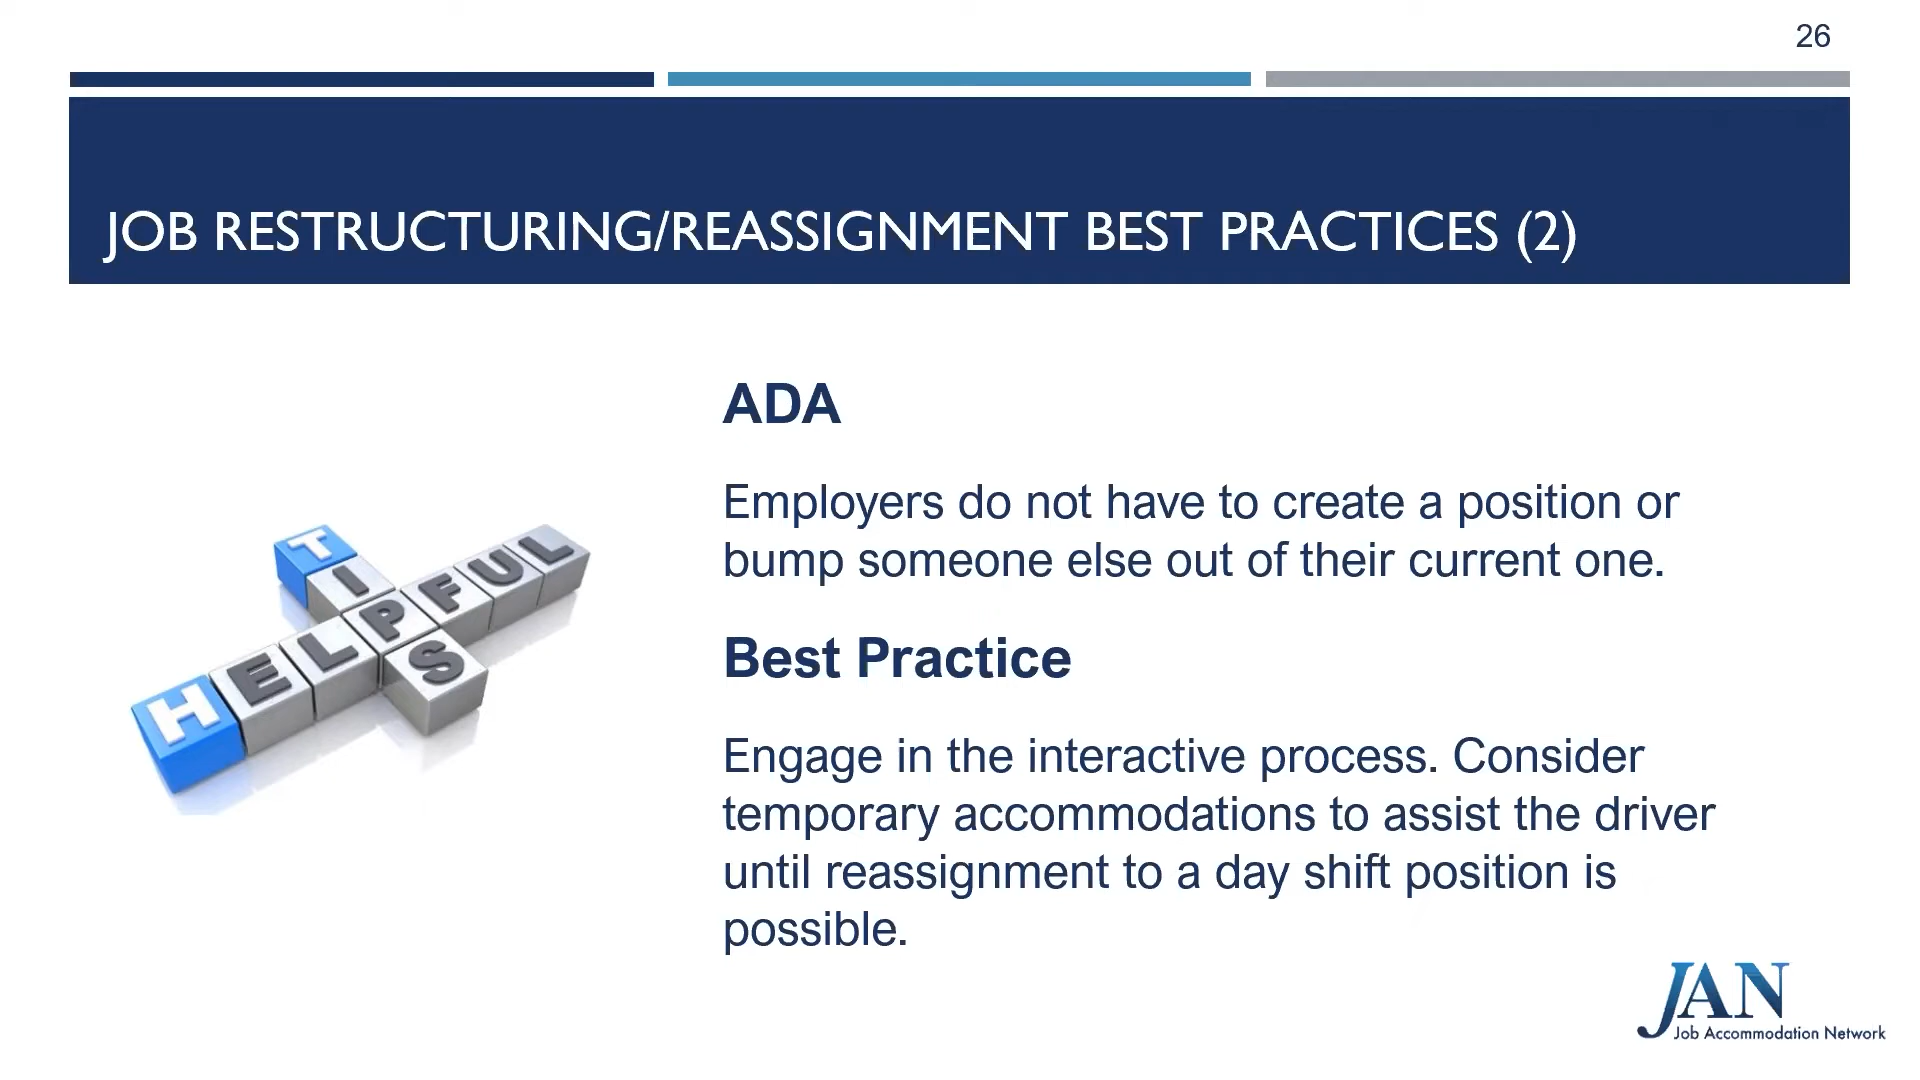 26
JOB RESTRUCTURING/REASSIGNMENT BEST PRACTICES (2)
HELPFUL
TIPS
ADA
Employers do not have to create a position or
bump someone else out of their current one.
Best Practice
Engage in the interactive process. Consider
temporary accommodations to assist the driver
until reassignment to a day shift position is
possible.
JAN
Job Accommodation Network